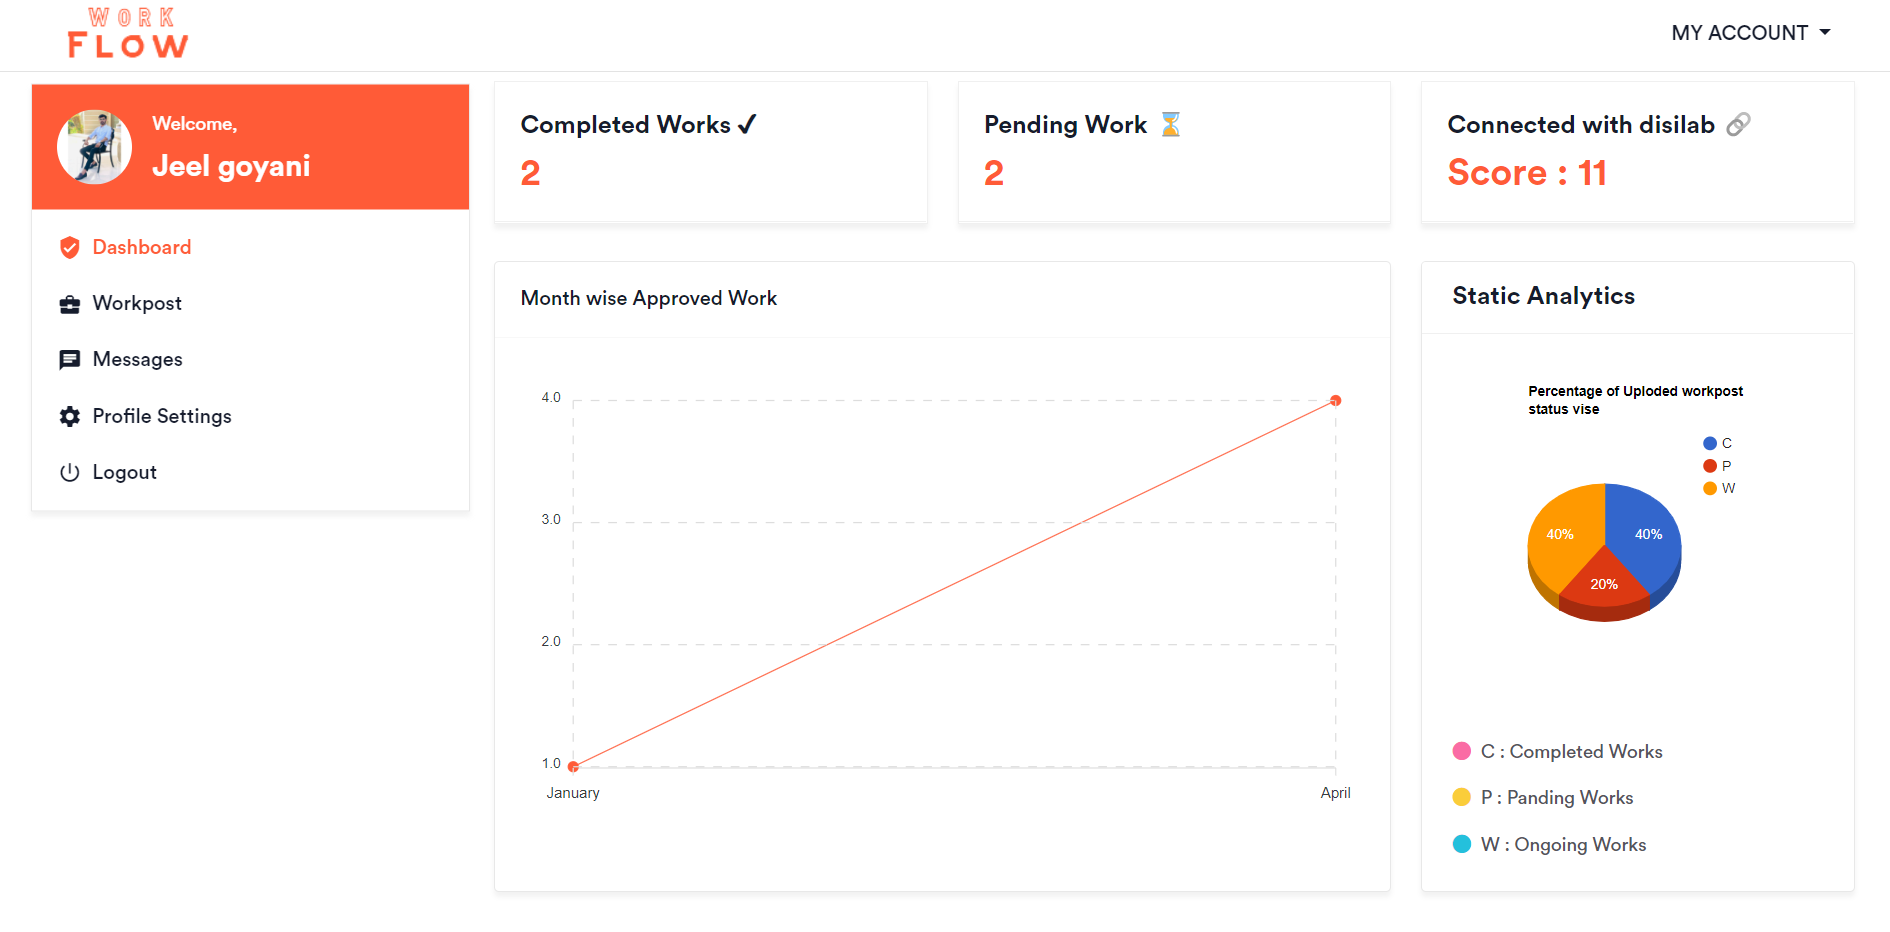 WORK
FLOW
MY ACCOUNT
Welcome,
Jeel goyani
Dashboard
Workpost
Messages
Profile Settings
Logout
Completed Works ✓
2
Pending Work ⏳
2
Connected with disilab 🔗
Score : 11
Month wise Approved Work
4.0
3.0
2.0
1.0
January
April
Static Analytics
Percentage of Uploded workpost
status vise
C
P
W
40%
40%
20%
C : Completed Works
P : Panding Works
W : Ongoing Works